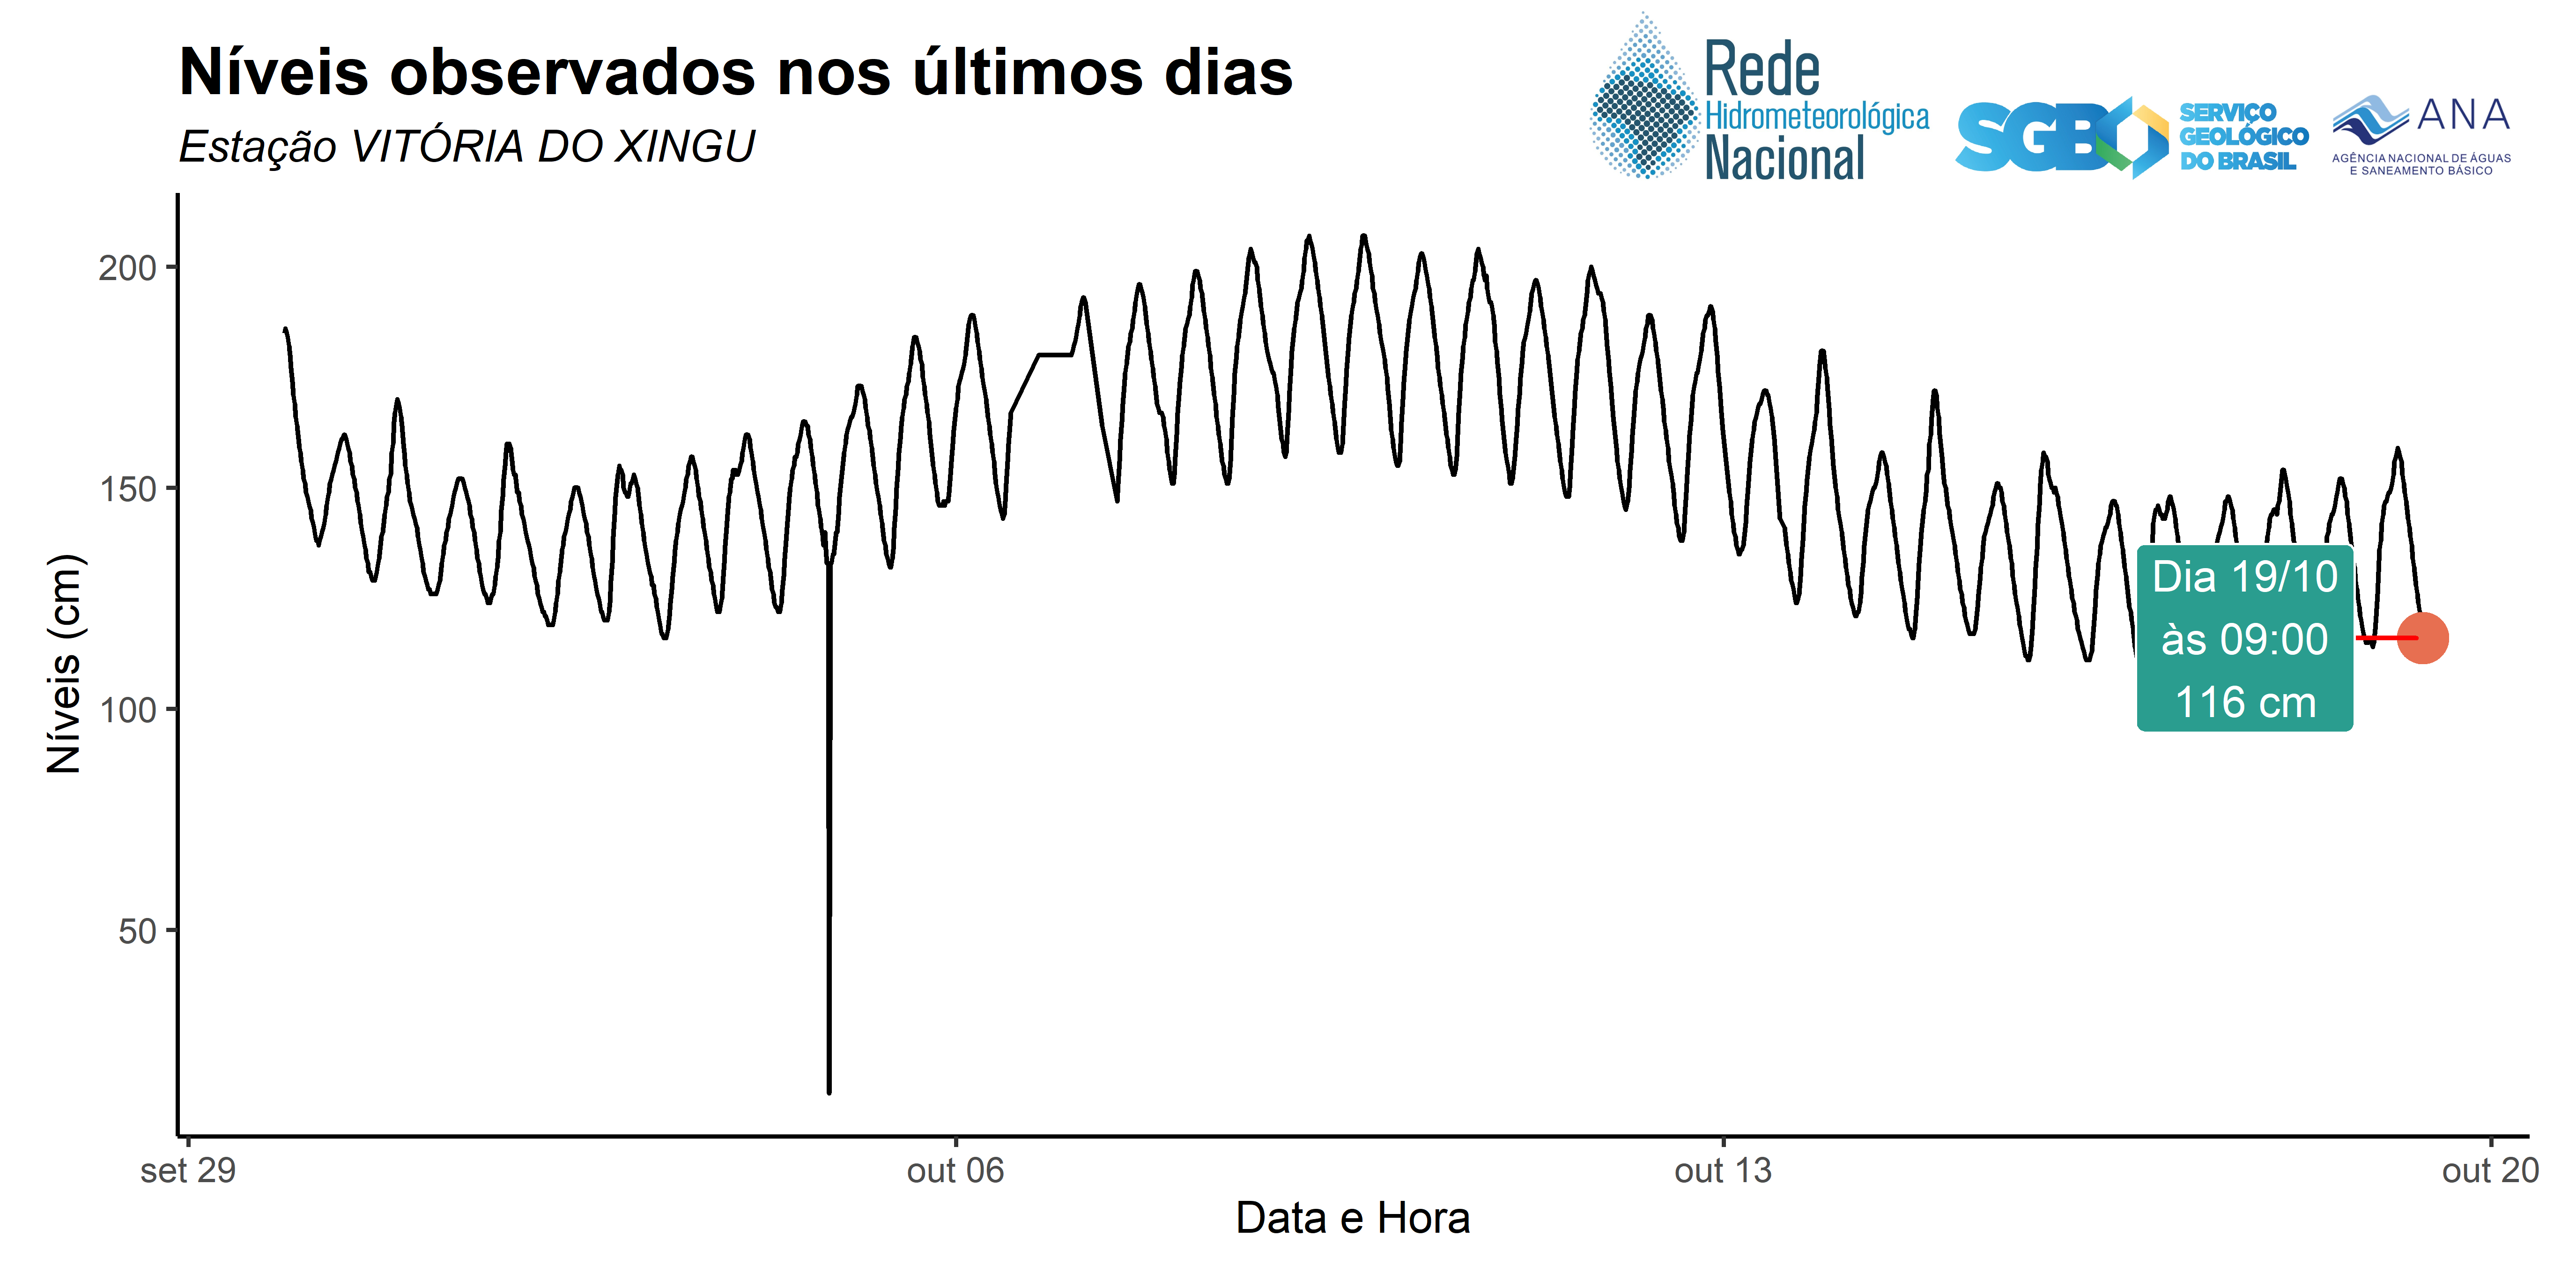 Níveis observados nos últimos dias
Estação VITÓRIA DO XINGU
Rede
Hidrometeorológica
Nacional
SGB
SERVIÇO
GEOLÓGICO
DO BRASIL
ANA
AGÊNCIA NACIONAL DE ÁGUAS
E SANEAMENTO BÁSICO
Níveis (cm)
200
150
100
50
Dia 19/10
às 09:00
116 cm
set 29
out 06
out 13
out 20
Data e Hora